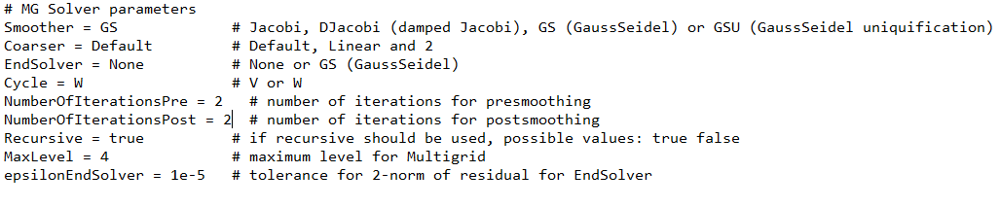 # MG Solver parameters
Smoother = GS # Jacobi, DJacobi (damped Jacobi), GS (GaussSeidel) or GSU (GaussSeidel uniquification)
Coarser = Default # Default, Linear and 2
EndSolver = None # None or GS (GaussSeidel)
Cycle = W # V or W
NumberOfIterationsPre = 2 # number of iterations for presmoothing
NumberOfIterationsPost = 2 # number of iterations for postsmoothing
Recursive = true # if recursive should be used, possible values: true false
MaxLevel = 4 # maximum level for Multigrid
epsilonEndSolver = 1e-5 # tolerance for 2-norm of residual for EndSolver